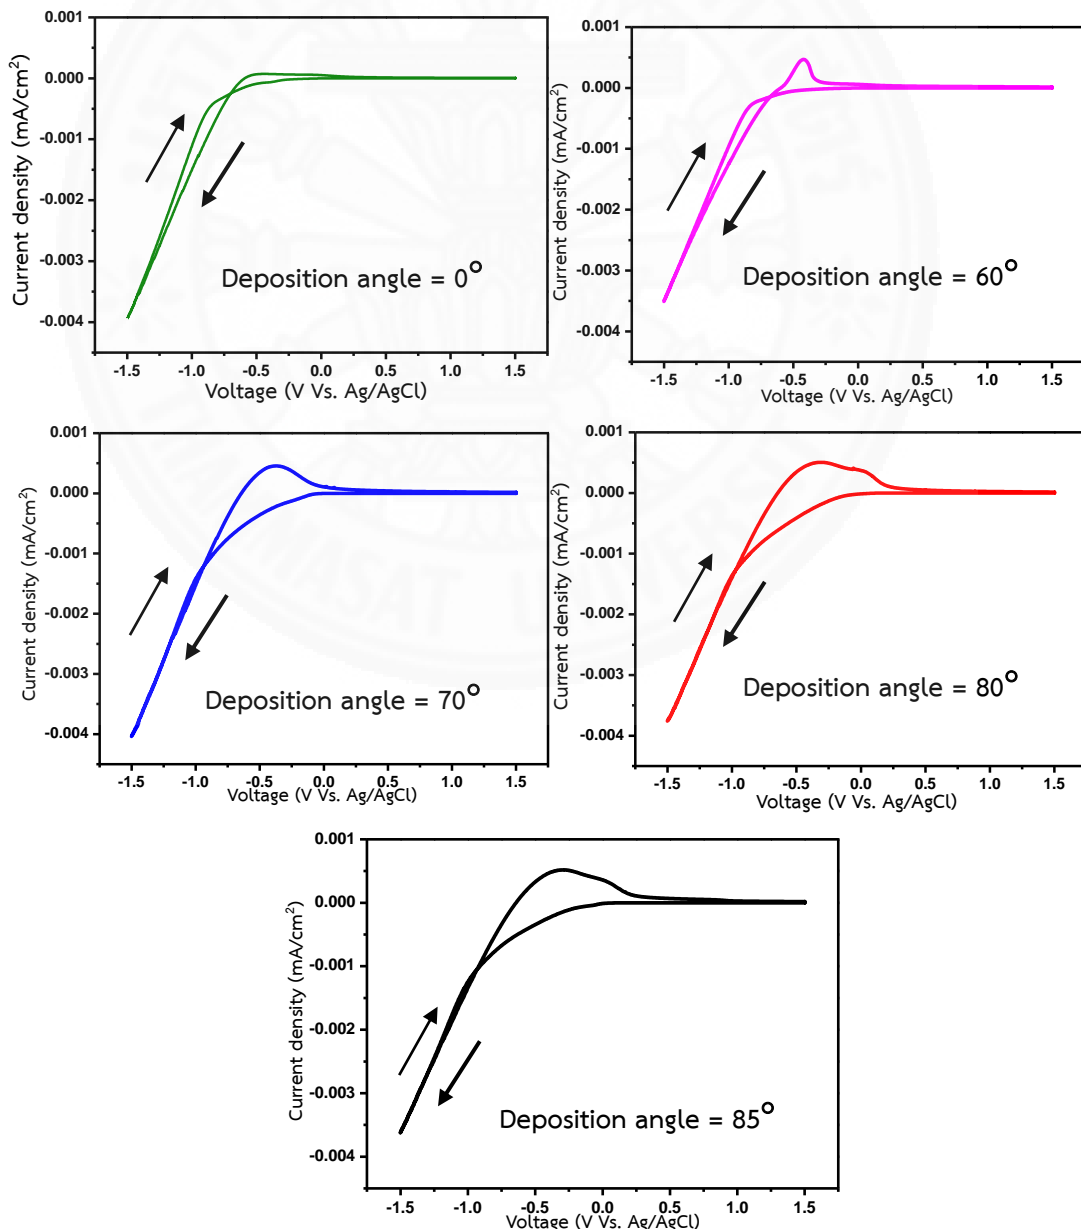 0.001
0.000
-0.001
-0.002
-0.003
-0.004
Current density (mA/cm²)
Deposition angle = 0°
-1.5 -1.0 -0.5 0.0 0.5 1.0 1.5
Voltage (V Vs. Ag/AgCl)
0.001
0.000
-0.001
-0.002
-0.003
-0.004
Current density (mA/cm²)
Deposition angle = 60°
-1.5 -1.0 -0.5 0.0 0.5 1.0 1.5
Voltage (V Vs. Ag/AgCl)
0.001
0.000
-0.001
-0.002
-0.003
-0.004
Current density (mA/cm²)
Deposition angle = 70°
-1.5 -1.0 -0.5 0.0 0.5 1.0 1.5
Voltage (V Vs. Ag/AgCl)
0.001
0.000
-0.001
-0.002
-0.003
-0.004
Current density (mA/cm²)
Deposition angle = 80°
-1.5 -1.0 -0.5 0.0 0.5 1.0 1.5
Voltage (V Vs. Ag/AgCl)
0.001
0.000
-0.001
-0.002
-0.003
-0.004
Current density (mA/cm²)
Deposition angle = 85°
-1.5 -1.0 -0.5 0.0 0.5 1.0 1.5
Voltage (V Vs. Ag/AgCl)